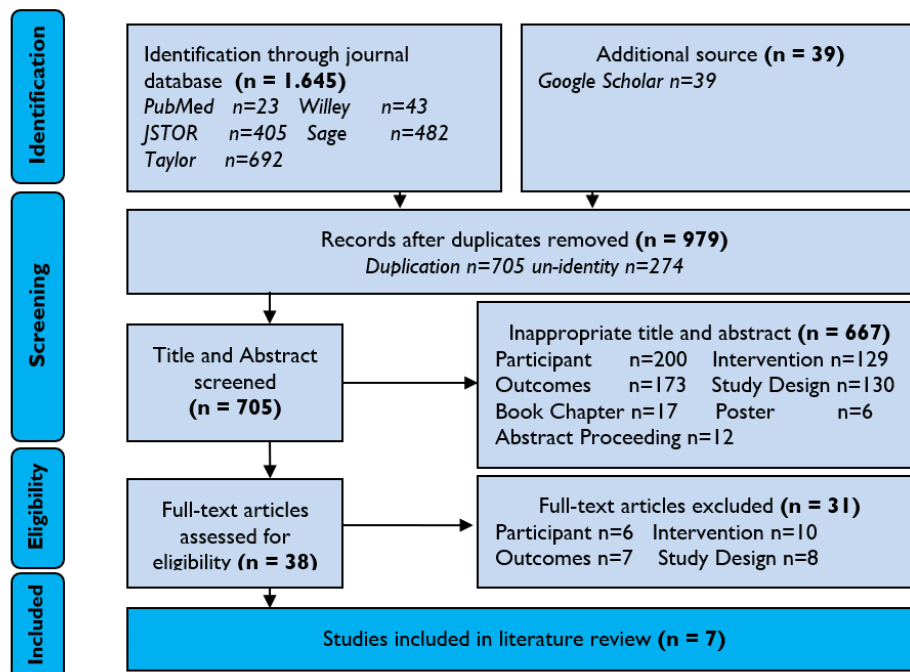 Identification
Identification through journal
database (n = 1.645)
PubMed n=23 Willey n=43
JSTOR n=405 Sage n=482
Taylor n=692
Additional source (n = 39)
Google Scholar n=39
Screening
Records after duplicates removed (n = 979)
Duplication n=705 un-identity n=274
Title and Abstract
screened
(n = 705)
Inappropriate title and abstract (n = 667)
Participant n=200 Intervention n=129
Outcomes n=173 Study Design n=130
Book Chapter n=17 Poster n=6
Abstract Proceeding n=12
Eligibility
Full-text articles
assessed for
eligibility (n = 38)
Full-text articles excluded (n = 31)
Participant n=6 Intervention n=10
Outcomes n=7 Study Design n=8
Included
Studies included in literature review (n = 7)